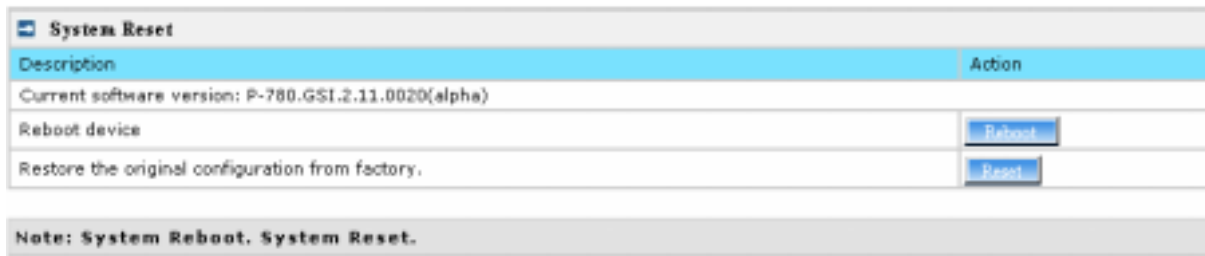 System Reset
Description Action
Current software version: P-780.GSI.2.11.0020(alpha)
Reboot device Reboot
Restore the original configuration from factory. Reset
Note: System Reboot. System Reset.